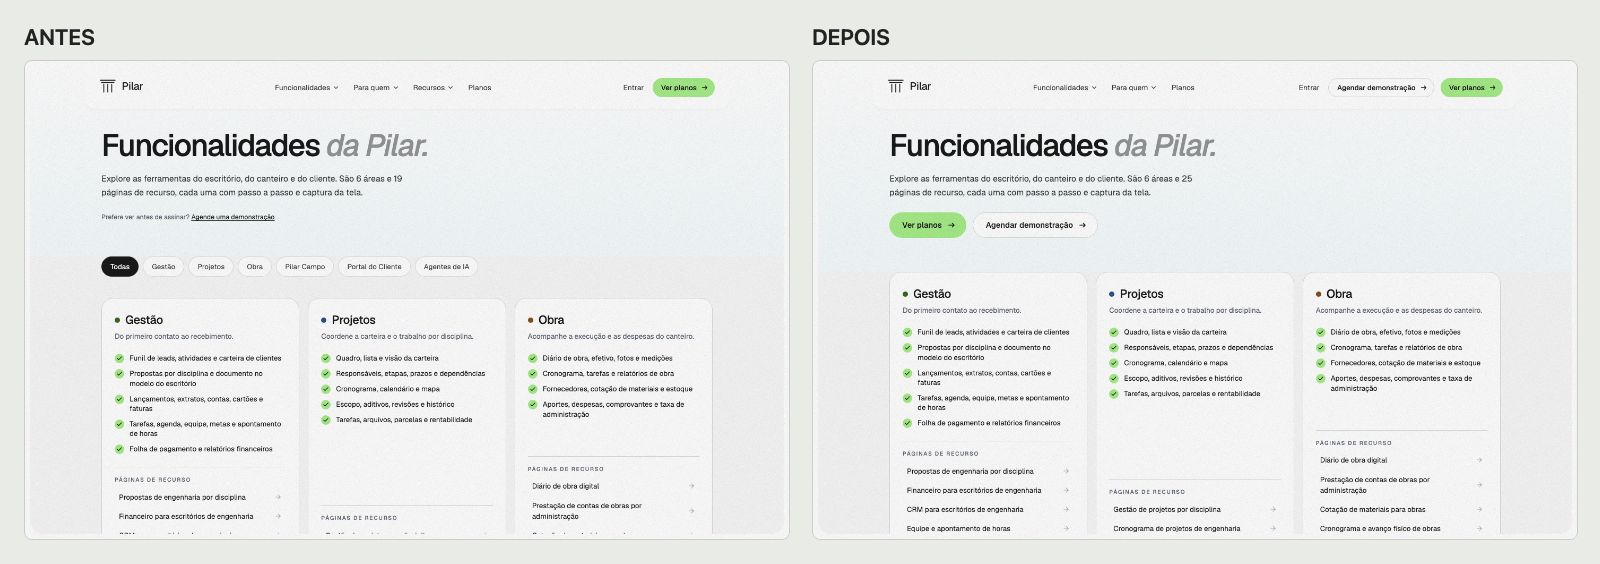 ANTES
Pilar
Funcionalidades
Para quem
Recursos
Planos
Entrar
Ver planos →
Funcionalidades da Pilar.
Explore as ferramentas do escritório, do canteiro e do cliente. São 6 áreas e 19
páginas de recurso, cada uma com passo a passo e captura da tela.
Prefere ver antes de assinar? Agende uma demonstração
Todas
Gestão
Projetos
Obra
Pilar Campo
Portal do Cliente
Agentes de IA
Gestão
Do primeiro contato ao recebimento.
Funil de leads, atividades e carteira de clientes
Propostas por disciplina e documento no
modelo do escritório
Lançamentos, extratos, contas, cartões e
faturas
Tarefas, agenda, equipe, metas e apontamento
de horas
Folha de pagamento e relatórios financeiros
PÁGINAS DE RECURSO
Propostas de engenharia por disciplina →
Financeiro para escritórios de engenharia →
Projetos
Coordene a carteira e o trabalho por disciplina.
Quadro, lista e visão da carteira
Responsáveis, etapas, prazos e dependências
Cronograma, calendário e mapa
Escopo, aditivos, revisões e histórico
Tarefas, arquivos, parcelas e rentabilidade
PÁGINAS DE RECURSO
Obra
Acompanhe a execução e as despesas do canteiro.
Diário de obra, efetivo, fotos e medições
Cronograma, tarefas e relatórios de obra
Fornecedores, cotação de materiais e estoque
Aportes, despesas, comprovantes e taxa de
administração
PÁGINAS DE RECURSO
Diário de obra digital →
Prestação de contas de obras por
administração →
DEPOIS
Pilar
Funcionalidades
Para quem
Planos
Entrar
Agendar demonstração →
Ver planos →
Funcionalidades da Pilar.
Explore as ferramentas do escritório, do canteiro e do cliente. São 6 áreas e 25
páginas de recurso, cada uma com passo a passo e captura da tela.
Ver planos →
Agendar demonstração →
Gestão
Do primeiro contato ao recebimento.
Funil de leads, atividades e carteira de clientes
Propostas por disciplina e documento no
modelo do escritório
Lançamentos, extratos, contas, cartões e
faturas
Tarefas, agenda, equipe, metas e apontamento
de horas
Folha de pagamento e relatórios financeiros
PÁGINAS DE RECURSO
Propostas de engenharia por disciplina →
Financeiro para escritórios de engenharia →
CRM para escritórios de engenharia →
Equipe e apontamento de horas →
Projetos
Coordene a carteira e o trabalho por disciplina.
Quadro, lista e visão da carteira
Responsáveis, etapas, prazos e dependências
Cronograma, calendário e mapa
Escopo, aditivos, revisões e histórico
Tarefas, arquivos, parcelas e rentabilidade
PÁGINAS DE RECURSO
Gestão de projetos por disciplina →
Cronograma de projetos de engenharia →
Obra
Acompanhe a execução e as despesas do canteiro.
Diário de obra, efetivo, fotos e medições
Cronograma, tarefas e relatórios de obra
Fornecedores, cotação de materiais e estoque
Aportes, despesas, comprovantes e taxa de
administração
PÁGINAS DE RECURSO
Diário de obra digital →
Prestação de contas de obras por
administração →
Cotação de materiais para obras →
Cronograma e avanço físico de obras →